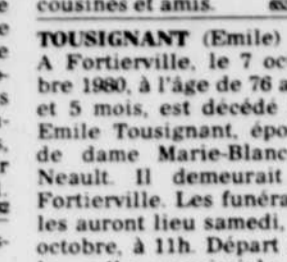 cousines et amis.
TOUSIGNANT (Emile)
A Fortierville, le 7 oc
bre 1980, à l'âge de 76 a
et 5 mois, est décédé
Emile Tousignant, épo
de dame Marie-Blanc
Neault. Il demeurait
Fortierville. Les funéra
les auront lieu samedi,
octobre, à 11h. Départ